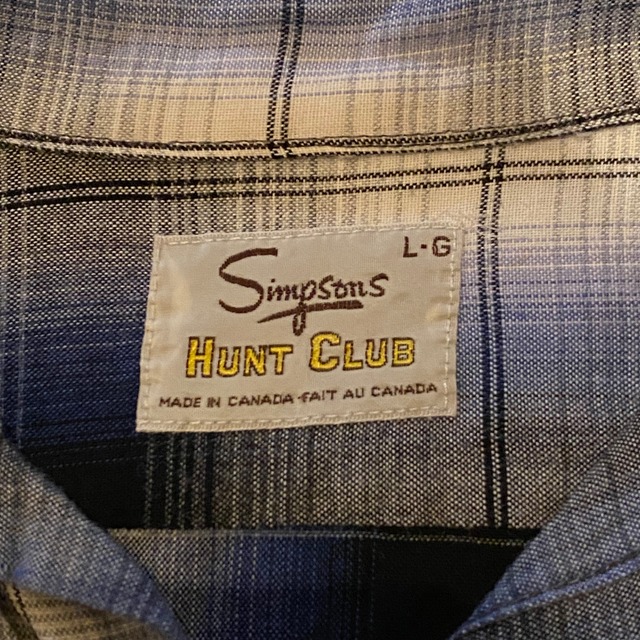 L-G
Simpsons
HUNT CLUB
MADE IN CANADA-FAIT AU CANADA